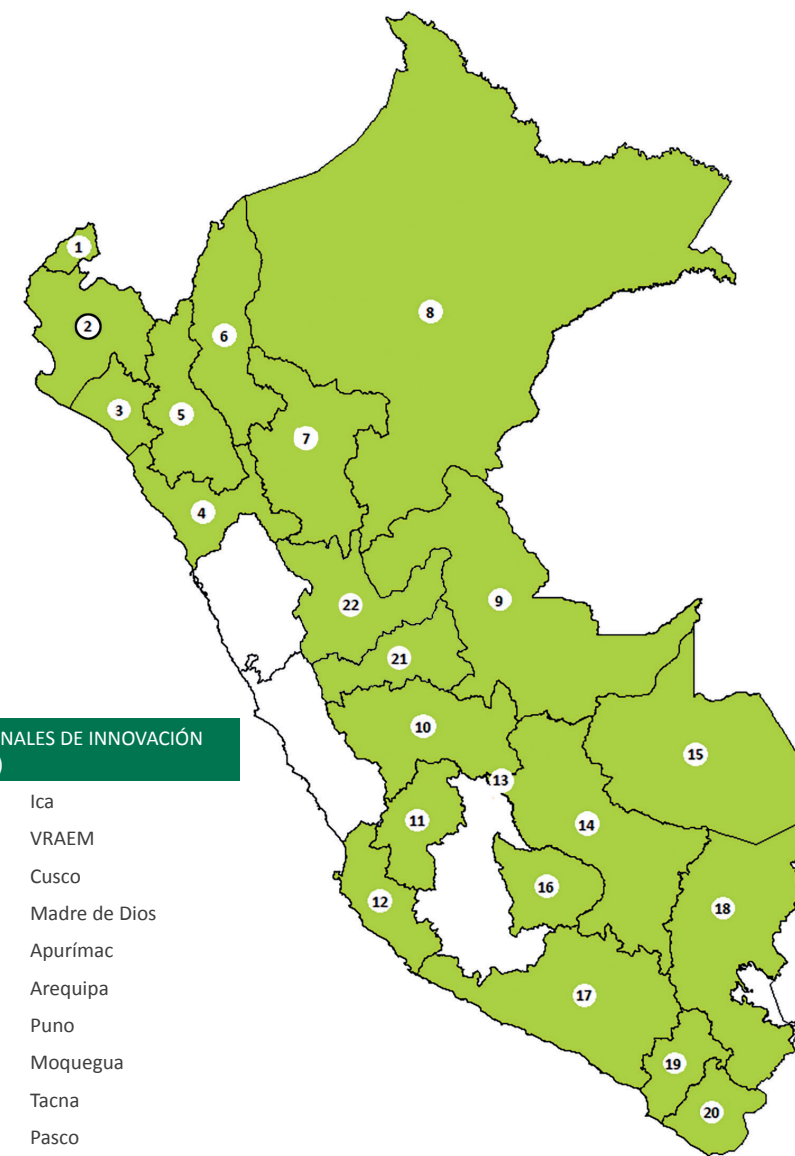 1
2
3
4
5
6
7
8
9
22
21
10
13
15
11
14
16
12
18
17
19
20
NALES DE INNOVACIÓN
)
Ica
VRAEM
Cusco
Madre de Dios
Apurímac
Arequipa
Puno
Moquegua
Tacna
Pasco